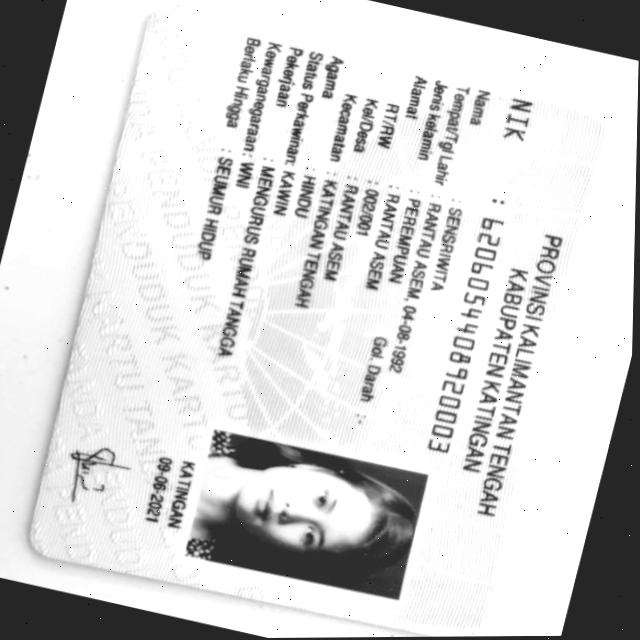 PROVINSI KALIMANTAN TENGAH
KABUPATEN KATINGAN
NIK : 6206054408920003
Nama : SENSHIWITA
Tempat/Tgl Lahir : RANTAU ASEM, 04-08-1992
Jenis kelamin : PEREMPUAN Gol. Darah : -
Alamat : RANTAU ASEM
RT/RW : 002/001
Kel/Desa : RANTAU ASEM
Kecamatan : KATINGAN TENGAH
Agama : HINDU
Status Perkawinan: KAWIN
Pekerjaan : MENGURUS RUMAH TANGGA
Kewarganegaraan: WNI
Berlaku Hingga : SEUMUR HIDUP
KATINGAN
09-06-2021